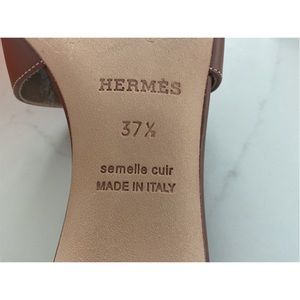 HERMÈS
37½
semelle cuir
MADE IN ITALY